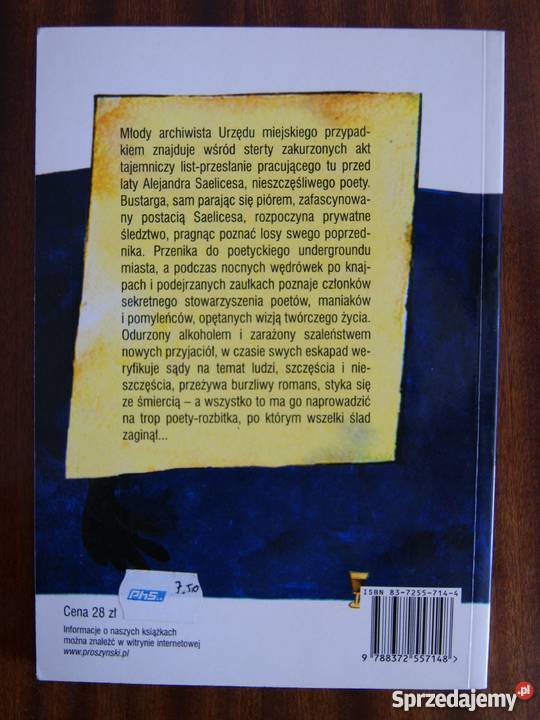 Młody archiwista Urzędu miejskiego przypad-
kiem znajduje wśród sterty zakurzonych akt
tajemniczy list-przesłanie pracującego tu przed
laty Alejandra Saelicesa, nieszczęśliwego poety.
Bustarga, sam parając się piórem, zafascynowa-
ny postacią Saelicesa, rozpoczyna prywatne
śledztwo, pragnąc poznać losy swego poprzed-
nika. Przenika do poetyckiego undergroundu
miasta, a podczas nocnych wędrówek po knaj-
pach i podejrzanych zaułkach poznaje członków
sekretnego stowarzyszenia poetów, maniaków
i pomyleńców, opętanych wizją twórczego życia.
Odurzony alkoholem i zarażony szaleństwem
nowych przyjaciół, w czasie swych eskapad we-
ryfikuje sądy na temat ludzi, szczęścia i nie-
szczęścia, przeżywa burzliwy romans, styka się
ze śmiercią – a wszystko to ma go naprowadzić
na trop poety-rozbitka, po którym wszelki ślad
zaginął...
PHS.. 7.50
Cena 28 zł
Informacje o naszych książkach
można znaleźć w witrynie internetowej
www.proszynski.pl
ISBN 83-7255-714-4
9 788372 557148 >
Sprzedajemy.pl